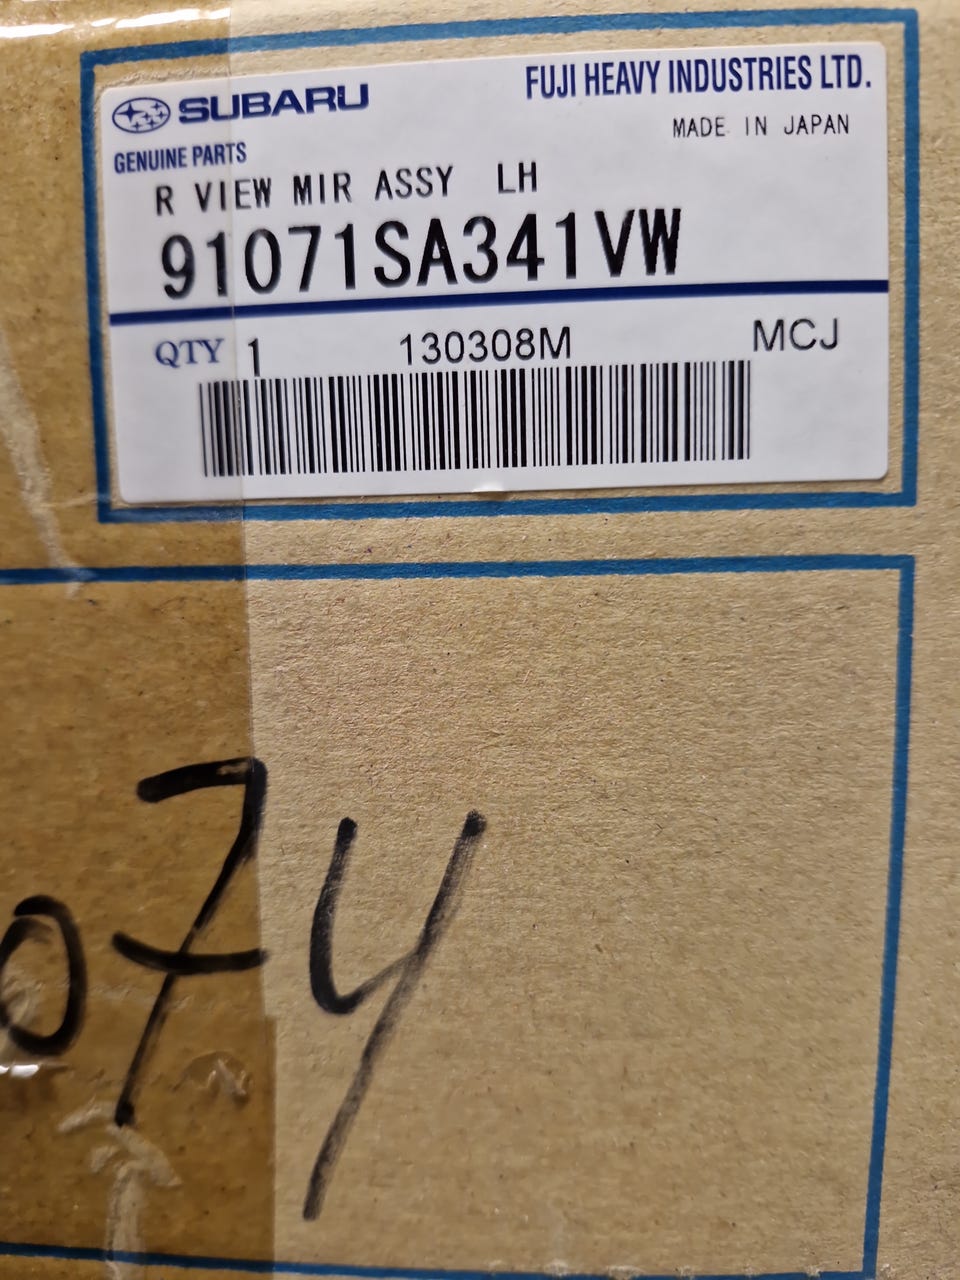 SUBARU
FUJI HEAVY INDUSTRIES LTD.
MADE IN JAPAN
GENUINE PARTS
R VIEW MIR ASSY LH
91071SA341VW
QTY 1 130308M MCJ
074